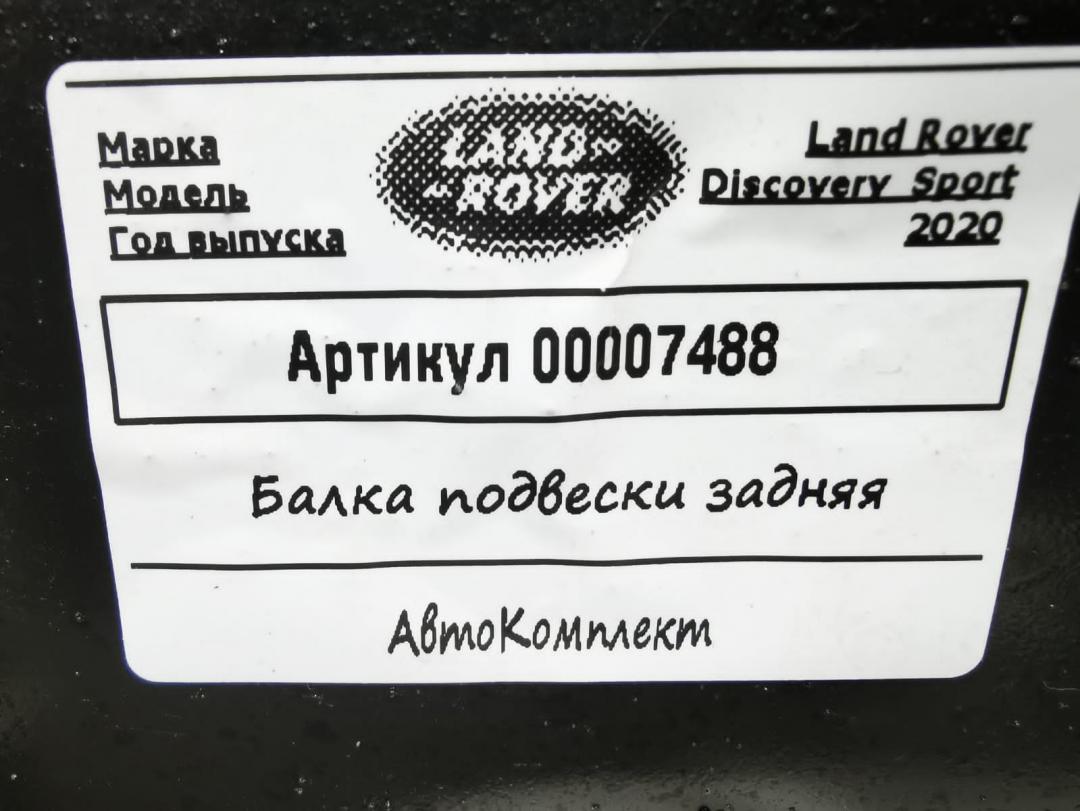 Марка
Модель
Год выпуска
LAND
ROVER
Land Rover
Discovery Sport
2020
Артикул 00007488
Балка подвески задняя
АвтоКомплект